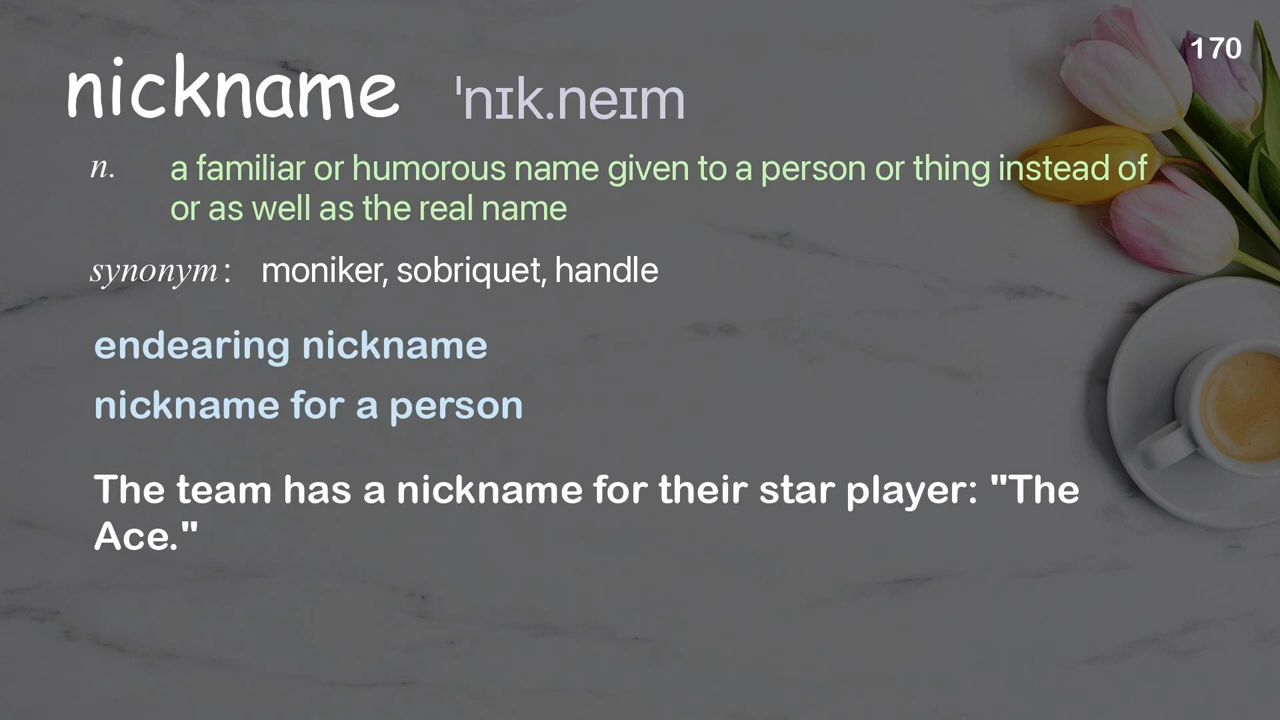 170
nickname ˈnɪk.neɪm
n. a familiar or humorous name given to a person or thing instead of
or as well as the real name
synonym: moniker, sobriquet, handle
endearing nickname
nickname for a person
The team has a nickname for their star player: "The
Ace."